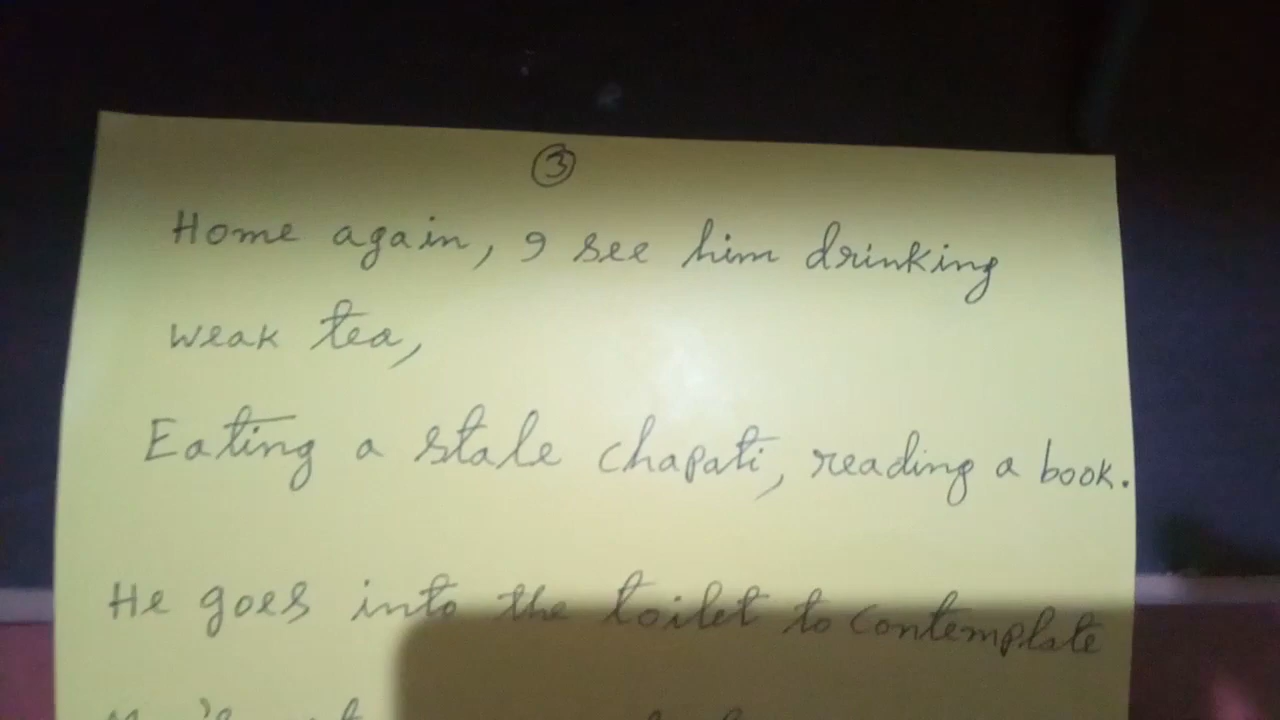 3
Home again, I see him drinking
weak tea,
Eating a stale chapati, reading a book.
He goes into the toilet to contemplate